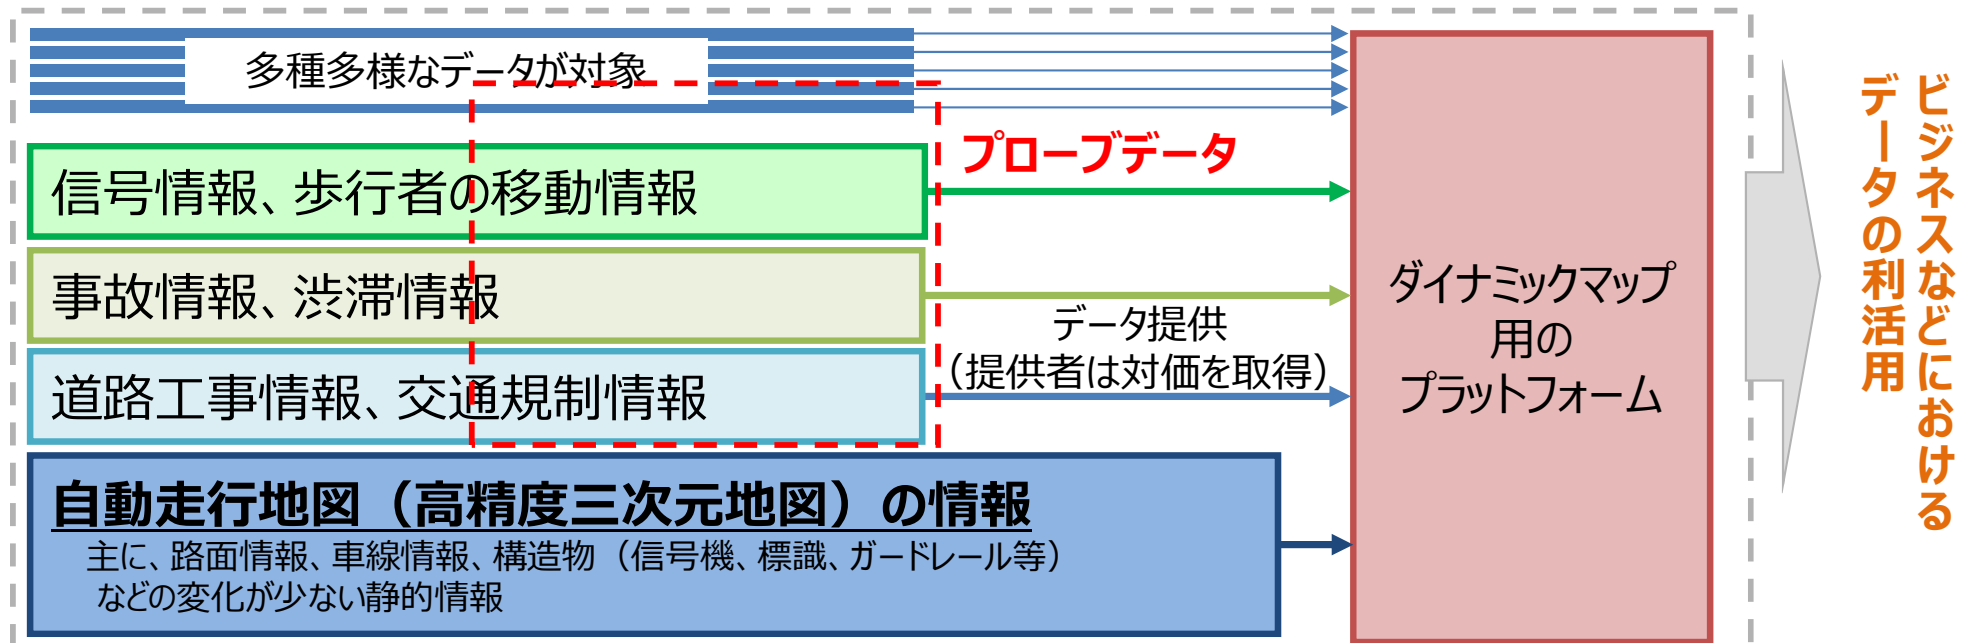 多種多様なデータが対象
プローブデータ
信号情報、歩行者の移動情報
事故情報、渋滞情報
データ提供
（提供者は対価を取得）
道路工事情報、交通規制情報
自動走行地図（高精度三次元地図）の情報
主に、路面情報、車線情報、構造物（信号機、標識、ガードレール等）
などの変化が少ない静的情報
ダイナミックマップ
用の
プラットフォーム
ビジネスなどにおける
データの利活用